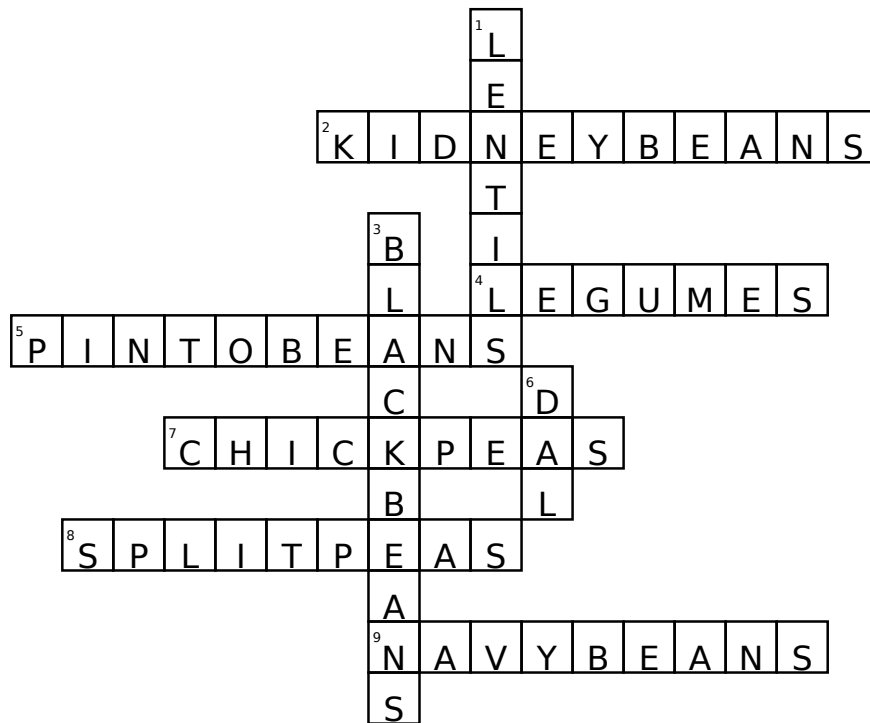 1 L
E
2 K I D N E Y B E A N S
T
3 B I
L 4 L E G U M E S
5 P I N T O B E A N S
C 6 D
7 C H I C K P E A S
B L
8 S P L I T P E A S
A
9 N A V Y B E A N S
S